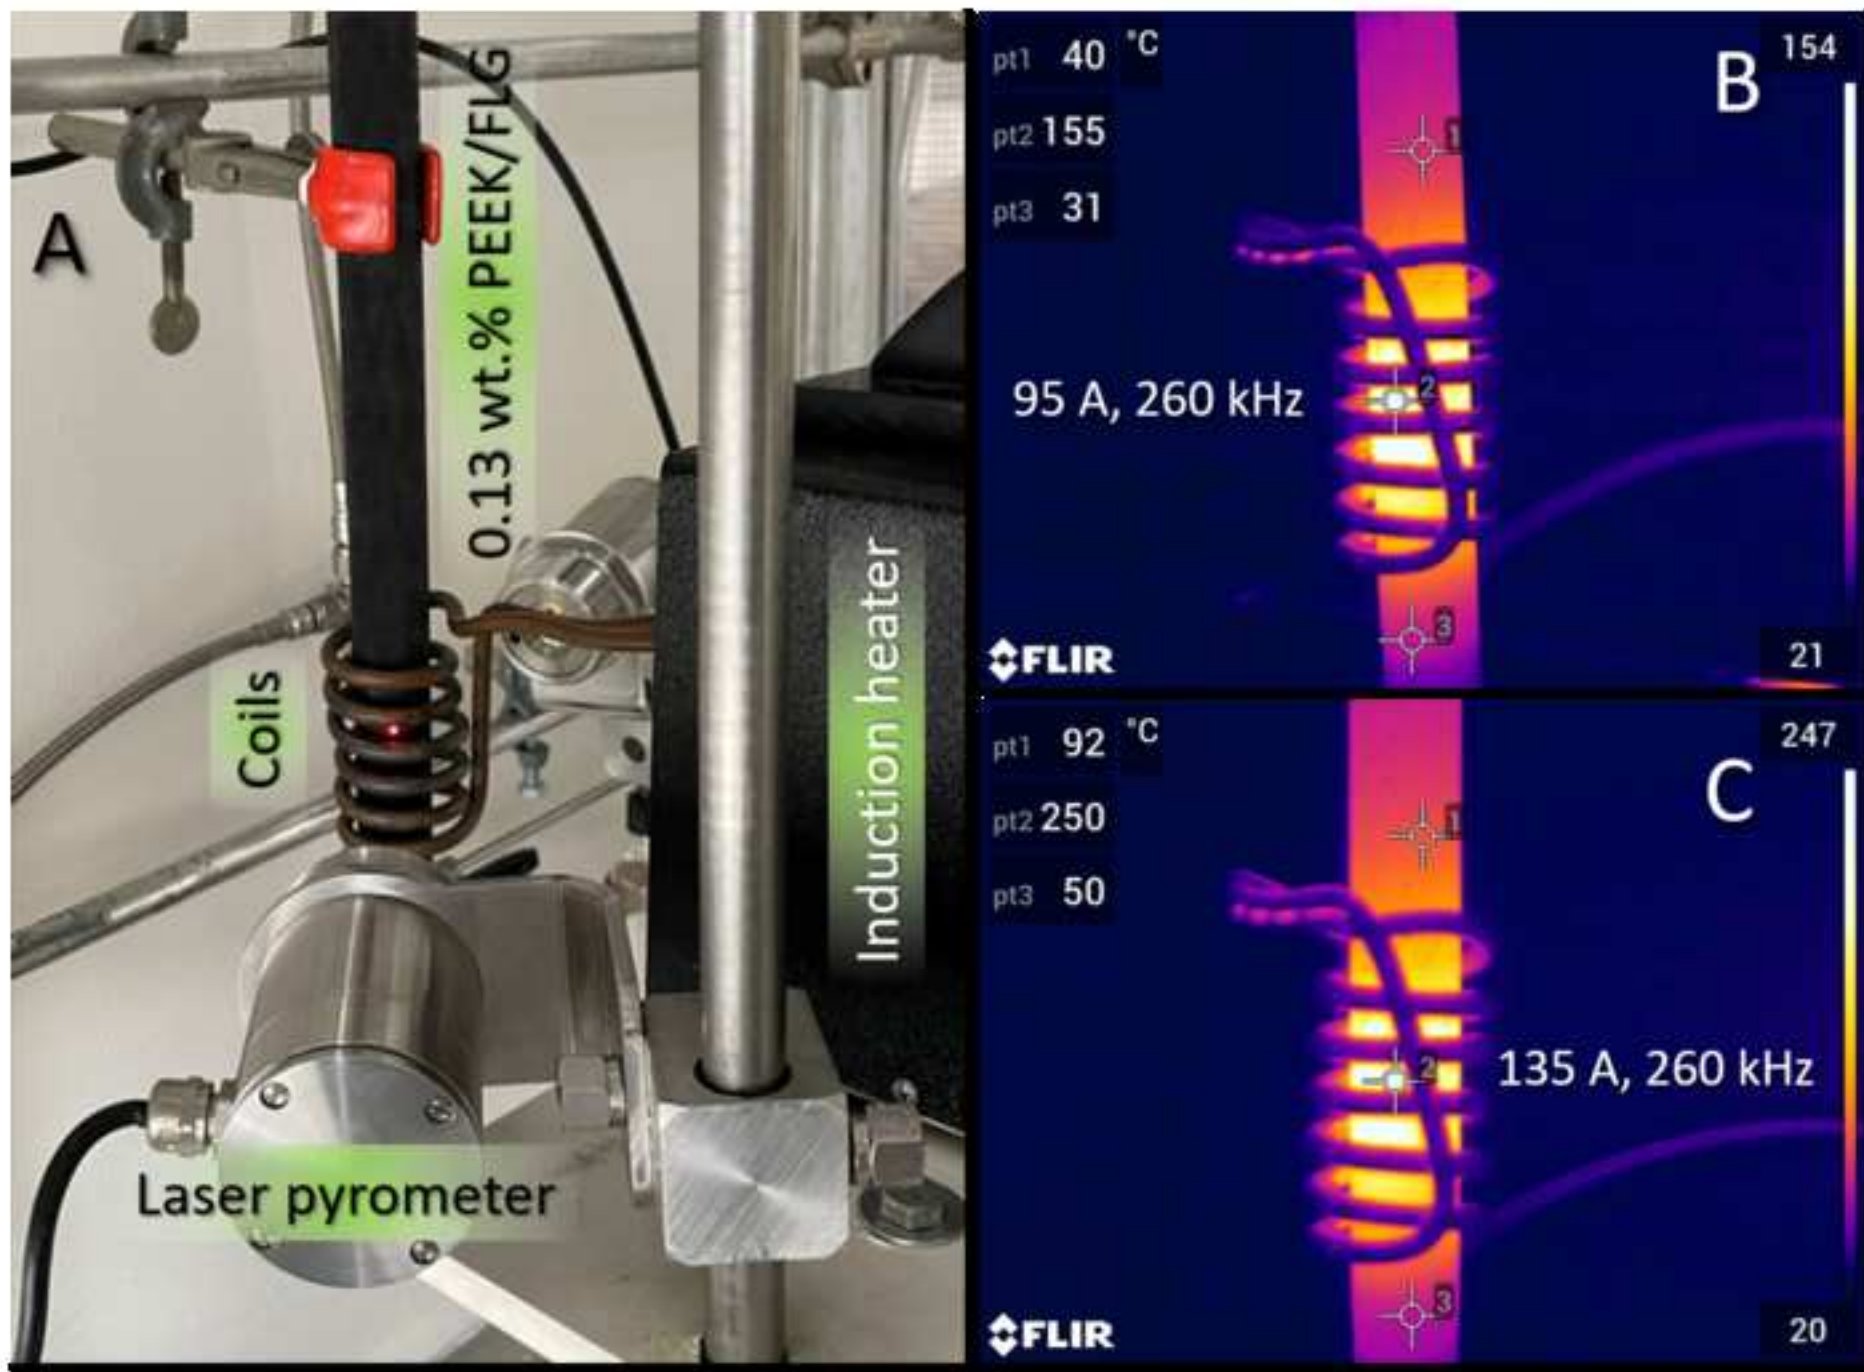 A
0.13 wt.% PEEK/FLG
Coils
Induction heater
Laser pyrometer
pt1 40 °C
pt2 155
pt3 31
B
154
1
2
95 A, 260 kHz
3
FLIR
21
pt1 92 °C
pt2 250
pt3 50
C
247
1
2
135 A, 260 kHz
3
FLIR
20